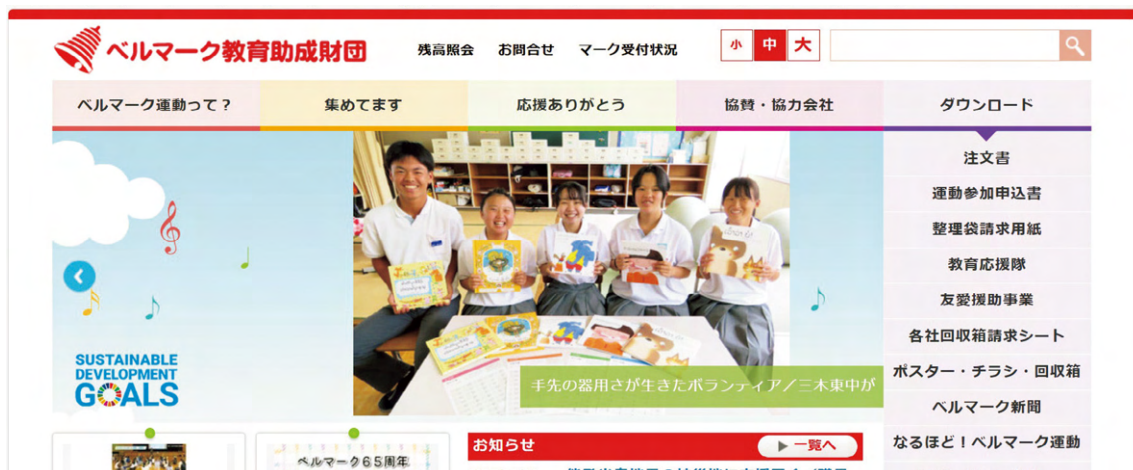 ベルマーク教育助成財団
残高照会 お問合せ マーク受付状況
小 中 大
ベルマーク運動って？ 集めてます 応援ありがとう 協賛・協力会社 ダウンロード
注文書
運動参加申込書
整理袋請求用紙
教育応援隊
友愛援助事業
各社回収箱請求シート
ポスター・チラシ・回収箱
ベルマーク新聞
なるほど！ベルマーク運動
SUSTAINABLE
DEVELOPMENT
GOALS
手先の器用さが生きたボランティア／三木東中が
ベルマーク65周年
お知らせ
一覧へ